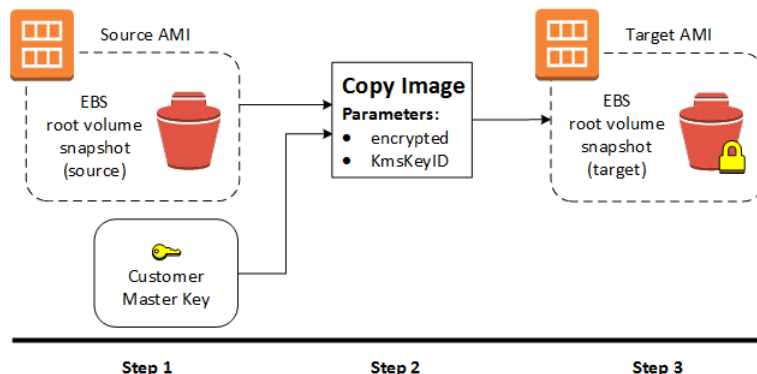 Source AMI
EBS
root volume
snapshot
(source)
Customer
Master Key
Copy Image
Parameters:
• encrypted
• KmsKeyID
Target AMI
EBS
root volume
snapshot
(target)
Step 1
Step 2
Step 3